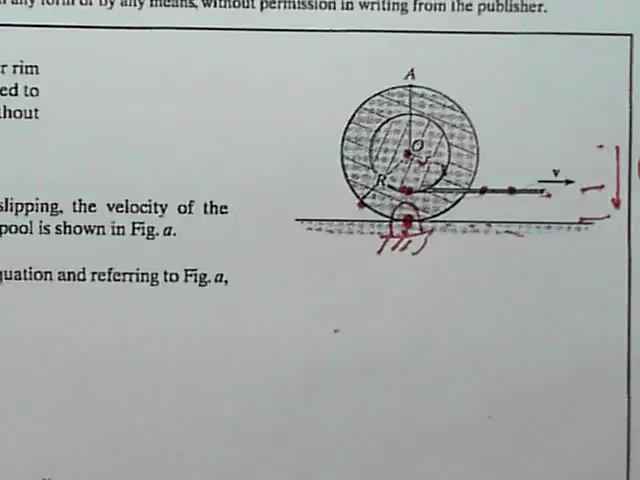 any form or by any means, without permission in writing from the publisher.
r rim
ed to
thout
A
O
r
R
v
slipping, the velocity of the
pool is shown in Fig. a.
quation and referring to Fig. a,